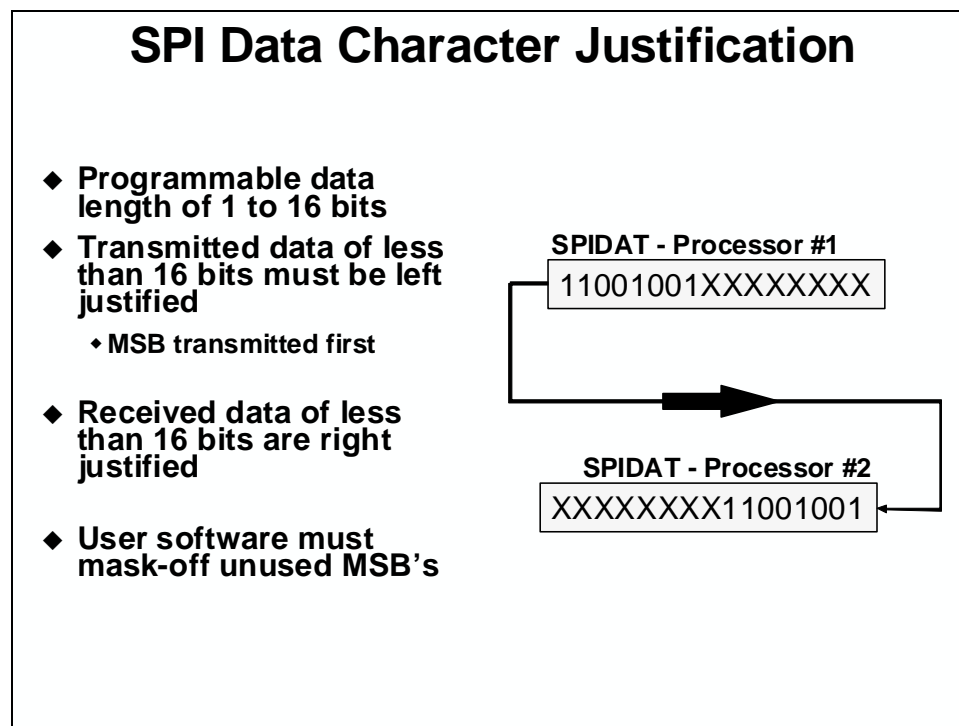 SPI Data Character Justification
◆ Programmable data
length of 1 to 16 bits
◆ Transmitted data of less
than 16 bits must be left
justified
◆ MSB transmitted first
◆ Received data of less
than 16 bits are right
justified
◆ User software must
mask-off unused MSB’s
SPIDAT - Processor #1
11001001XXXXXXXX
SPIDAT - Processor #2
XXXXXXXX11001001